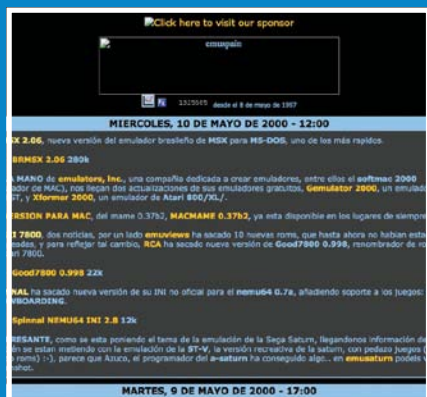 Click here to visit our sponsor
emuspain
desde el 8 de mayo de 1997
MIERCOLES, 10 DE MAYO DE 2000 - 12:00
SX 2.06, nueva versión del emulador brasileño de MSX para MS-DOS, uno de los más rapidos.
BRMSX 2.06 280k
A MANO de emulators, Inc., una compañía dedicada a crear emuladores, entre ellos el softmac 2000
ador de MAC), nos llegan dos actualizaciones de sus emuladores gratuitos, Gemulator 2000, un emulado
ST, y Xformer 2000, un emulador de Atari 800/XL/.
ERSION PARA MAC, del mame 0.37b2, MACMAME 0.37b2, ya esta disponible en los lugares de siempre
I 7800, dos noticias, por un lado emuviews ha sacado 10 nuevas roms, que hasta ahora no habian esta
eadas, y para reflejar tal cambio, RCA ha sacado nueva versión de Good7800 0.998, renombrador de ro
ari 7800.
Good7800 0.998 22k
NAL ha sacado nueva versión de su INI no oficial para el nemu64 0.7a, añadiendo soporte a los juegos:
WBOARDING.
Spinnal NEMU64 INI 2.8 12k
RESANTE, como se esta poniendo el tema de la emulación de la Sega Saturn, llegandonos información de
én se estan metiendo con la emulación de la ST-V, la versión recreativa de la saturn, con pedazo juegos (
roms) :-), parece que Azuco, el programador del a-saturn ha conseguido algo... en emusaturn podeis v
nshot.
MARTES, 9 DE MAYO DE 2000 - 17:00